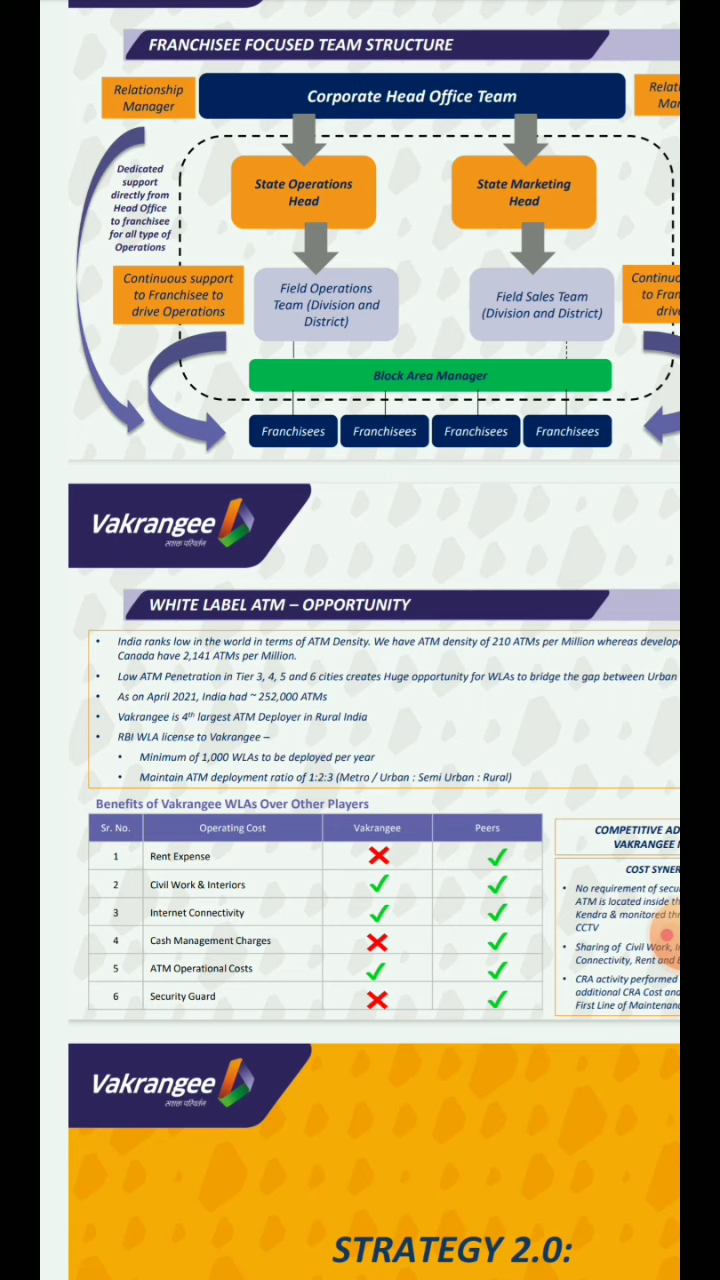 FRANCHISEE FOCUSED TEAM STRUCTURE
Relationship
Manager
Corporate Head Office Team
Dedicated
support
directly from
Head Office
to franchisee
for all type of
Operations
State Operations
Head
State Marketing
Head
Continuous support
to Franchisee to
drive Operations
Field Operations
Team (Division and
District)
Field Sales Team
(Division and District)
Block Area Manager
Franchisees
Franchisees
Franchisees
Franchisees
Vakrangee
WHITE LABEL ATM – OPPORTUNITY
• India ranks low in the world in terms of ATM Density. We have ATM density of 210 ATMs per Million whereas
Canada have 2,141 ATMs per Million.
• Low ATM Penetration in Tier 3, 4, 5 and 6 cities creates Huge opportunity for WLAs to bridge the gap between Urban
• As on April 2021, India had ~ 252,000 ATMs
• Vakrangee is 4th largest ATM Deployer in Rural India
• RBI WLA license to Vakrangee –
• Minimum of 1,000 WLAs to be deployed per year
• Maintain ATM deployment ratio of 1:2:3 (Metro / Urban : Semi Urban : Rural)
Benefits of Vakrangee WLAs Over Other Players
Sr. No. Operating Cost Vakrangee Peers
1 Rent Expense ✗ ✓
2 Civil Work & Interiors ✓ ✓
3 Internet Connectivity ✓ ✓
4 Cash Management Charges ✗ ✓
5 ATM Operational Costs ✓ ✓
6 Security Guard ✗ ✓
COMPETITIVE
VAKRANGEE
COST
• No requirement of
ATM is located inside
Kendra & monitored
CCTV
• Sharing of Civil Work,
Connectivity, Rent and
• CRA activity performed
additional CRA Cost and
First Line of
Vakrangee
STRATEGY 2.0: